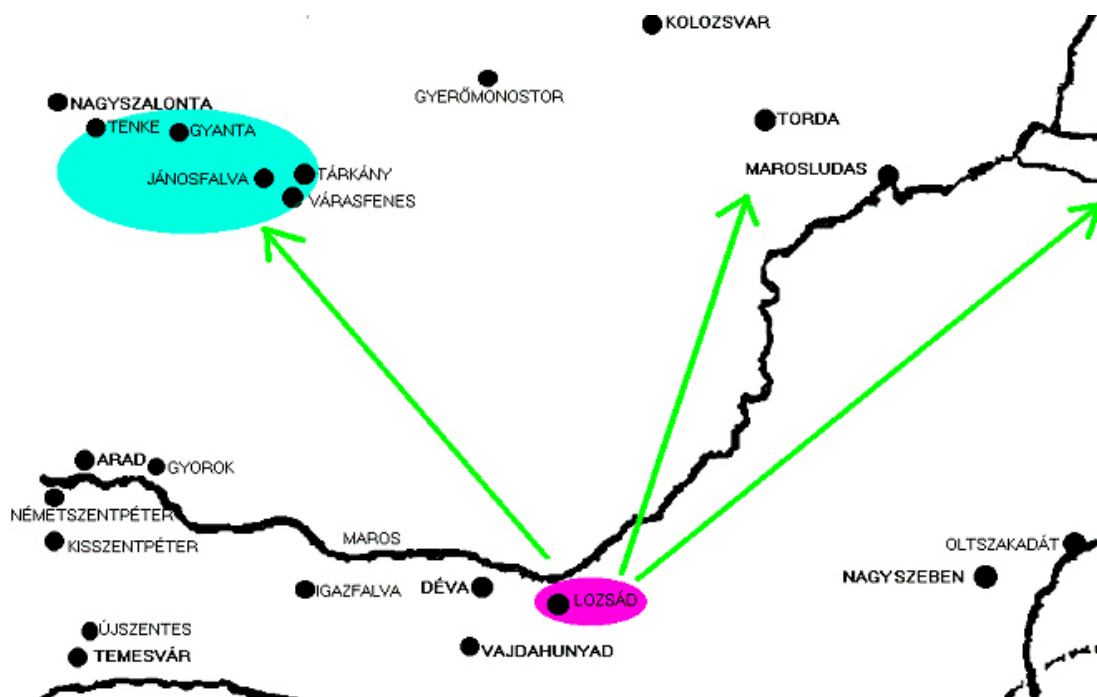 KOLOZSVAR
GYERŐMONOSTOR
NAGYSZALONTA
TENKE
GYANTA
TORDA
MAROSLUDAS
JÁNOSFALVA
TÁRKÁNY
VÁRASFENES
ARAD
GYOROK
NÉMETSZENTPÉTER
KISSZENTPÉTER
MAROS
OLTSZAKADÁT
NAGYSZEBEN
IGAZFALVA
DÉVA
LOZSÁD
ÚJSZENTES
TEMESVÁR
VAJDAHUNYAD